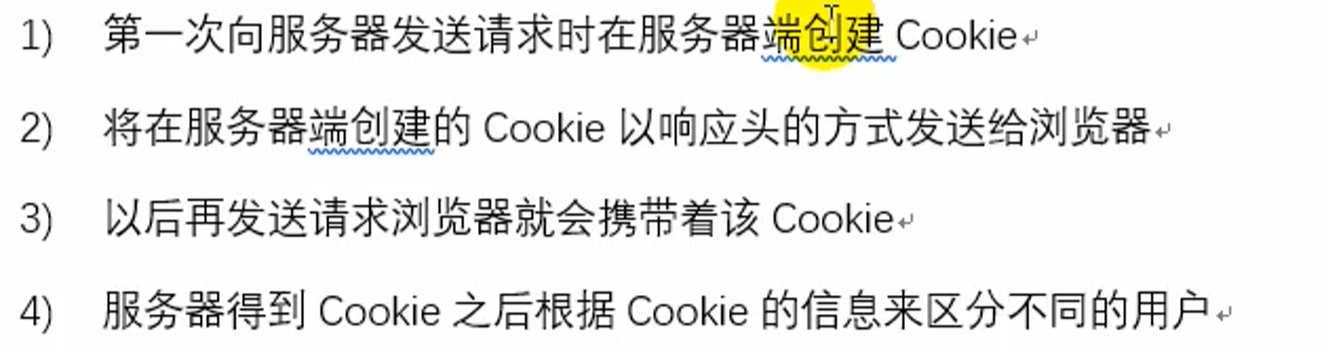 1) 第一次向服务器发送请求时在服务器端创建 Cookie
2) 将在服务器端创建的 Cookie 以响应头的方式发送给浏览器
3) 以后再发送请求浏览器就会携带着该 Cookie
4) 服务器得到 Cookie 之后根据 Cookie 的信息来区分不同的用户